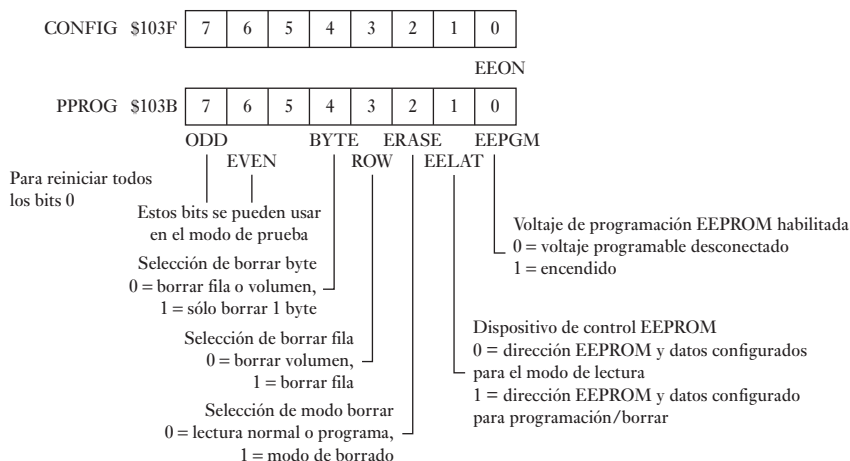 CONFIG $103F 7 6 5 4 3 2 1 0
EEON
PPROG $103B 7 6 5 4 3 2 1 0
ODD BYTE ERASE EEPGM
EVEN ROW EELAT
Para reiniciar todos
los bits 0
Estos bits se pueden usar
en el modo de prueba
Selección de borrar byte
0 = borrar fila o volumen,
1 = sólo borrar 1 byte
Selección de borrar fila
0 = borrar volumen,
1 = borrar fila
Selección de modo borrar
0 = lectura normal o programa,
1 = modo de borrado
Voltaje de programación EEPROM habilitada
0 = voltaje programable desconectado
1 = encendido
Dispositivo de control EEPROM
0 = dirección EEPROM y datos configurados
para el modo de lectura
1 = dirección EEPROM y datos configurado
para programación/borrar